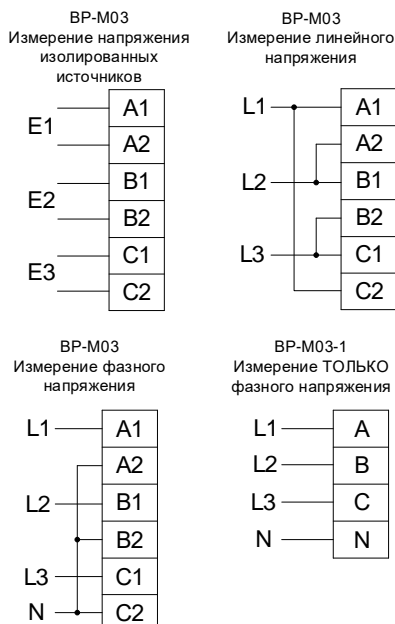 ВР-М03
Измерение напряжения
изолированных
источников
E1
E2
E3
A1
A2
B1
B2
C1
C2
ВР-М03
Измерение линейного
напряжения
L1
L2
L3
A1
A2
B1
B2
C1
C2
ВР-М03
Измерение фазного
напряжения
L1
L2
L3
N
A1
A2
B1
B2
C1
C2
ВР-М03-1
Измерение ТОЛЬКО
фазного напряжения
L1
L2
L3
N
A
B
C
N